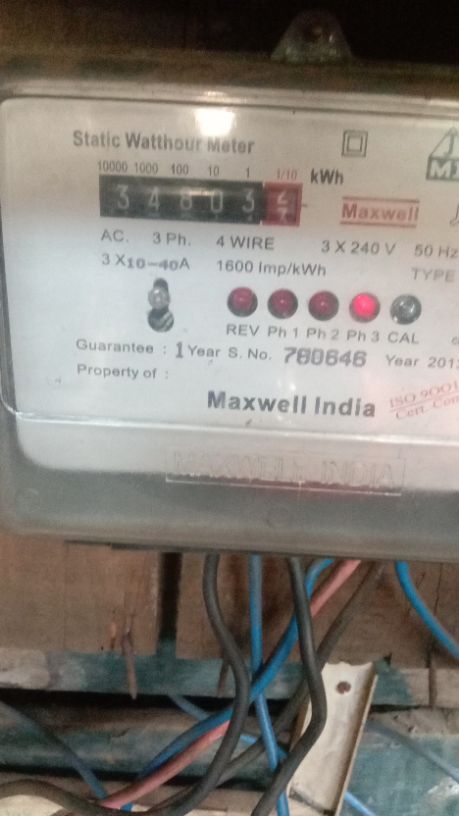 Static Watthour Meter
10000 1000 100 10 1 1/10 kWh
3 4 8 0 3
Maxwell
AC. 3 Ph. 4 WIRE 3 X 240 V 50 Hz
3 X 10-40A 1600 Imp/kWh TYPE
REV Ph 1 Ph 2 Ph 3 CAL
Guarantee : 1 Year S. No. 780646 Year
Property of :
Maxwell India
ISO 9001
MAXWELL INDIA